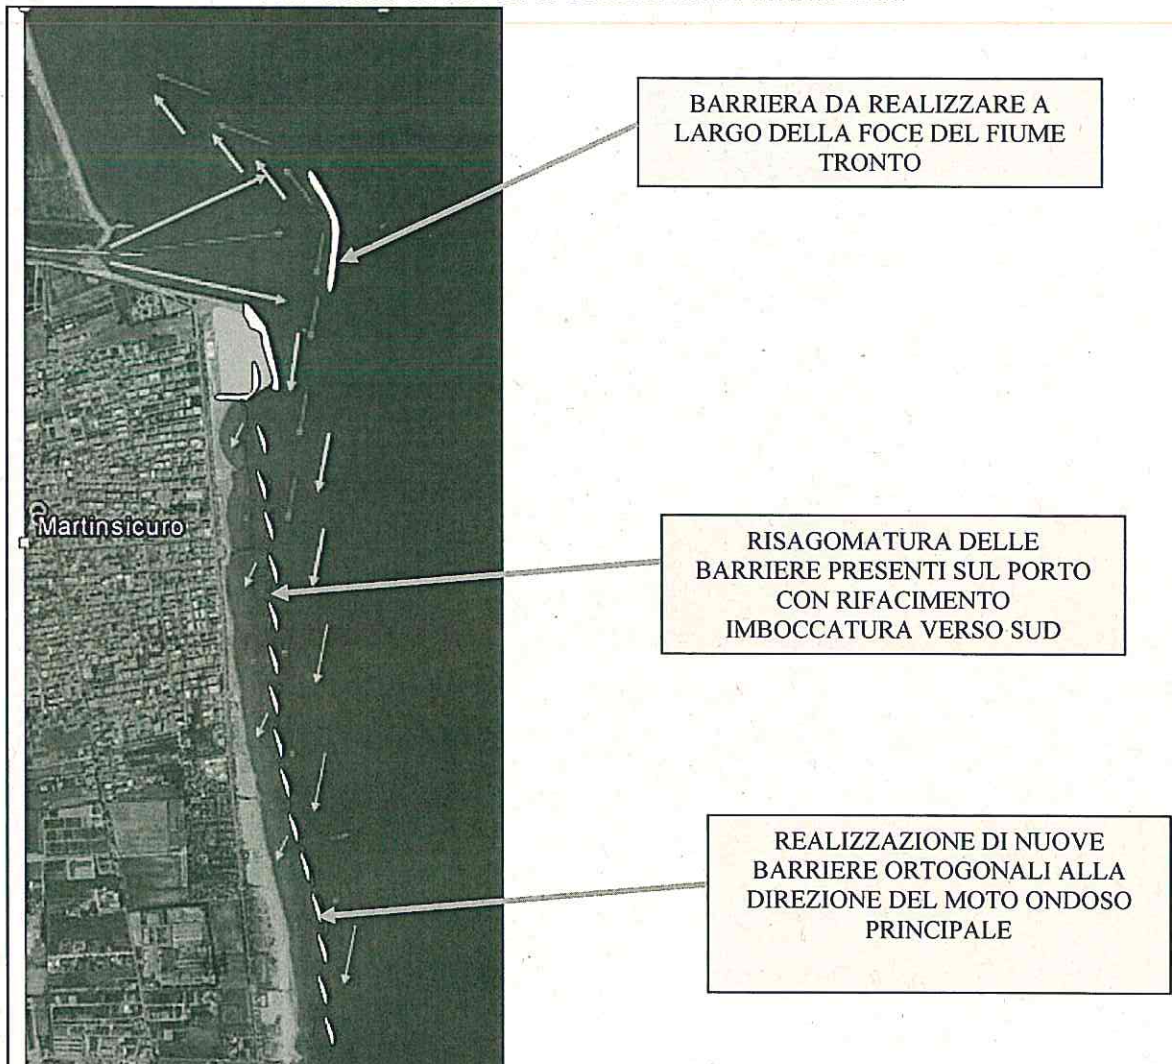 BARRIERA DA REALIZZARE A
LARGO DELLA FOCE DEL FIUME
TRONTO
Martinsicuro
RISAGOMATURA DELLE
BARRIERE PRESENTI SUL PORTO
CON RIFACIMENTO
IMBOCCATURA VERSO SUD
REALIZZAZIONE DI NUOVE
BARRIERE ORTOGONALI ALLA
DIREZIONE DEL MOTO ONDOSO
PRINCIPALE